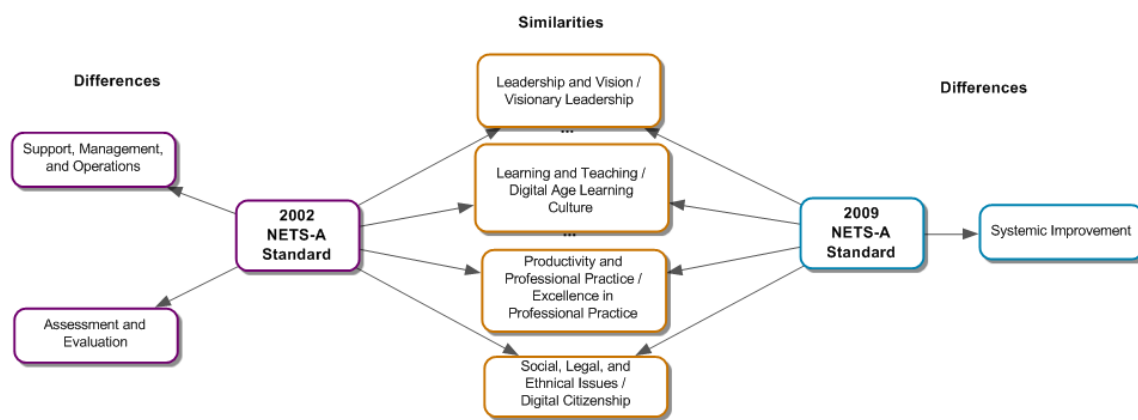 Similarities
Differences
Differences
Leadership and Vision /
Visionary Leadership
...
Support, Management,
and Operations
Learning and Teaching /
Digital Age Learning
Culture
...
2002
NETS-A
Standard
2009
NETS-A
Standard
Systemic Improvement
Productivity and
Professional Practice /
Excellence in
Professional Practice
Assessment and
Evaluation
Social, Legal, and
Ethnical Issues /
Digital Citizenship